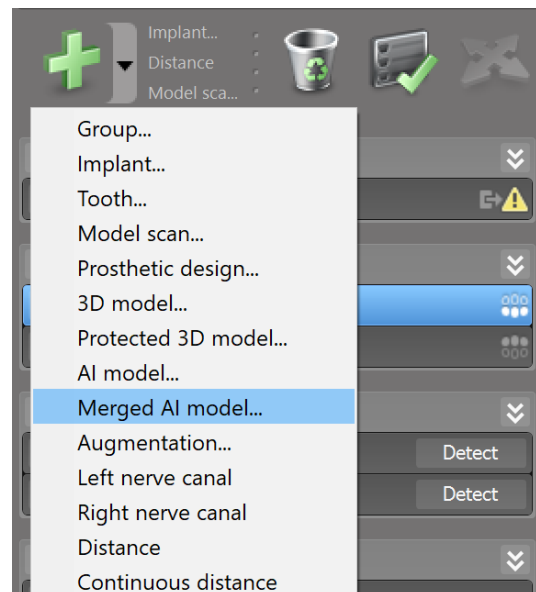 Implant...
Distance
Model sca...
Group...
Implant...
Tooth...
Model scan...
Prosthetic design...
3D model...
Protected 3D model...
AI model...
Merged AI model...
Augmentation...
Detect
Left nerve canal
Detect
Right nerve canal
Distance
Continuous distance